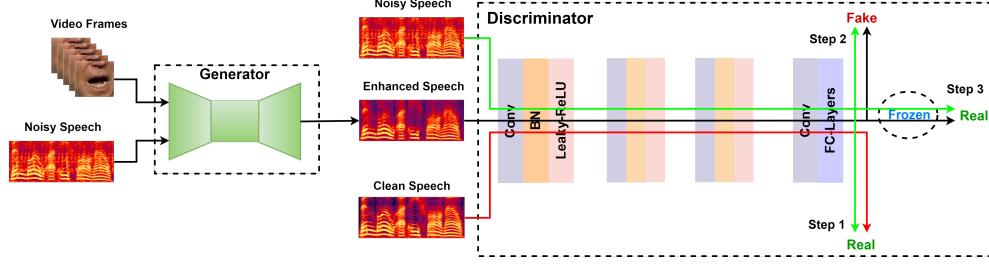 Video Frames
Noisy Speech
Generator
Noisy Speech
Enhanced Speech
Clean Speech
Discriminator
Conv
BN
Leaky-ReLU
Conv
FC-Layers
Fake
Step 2
Step 3
Frozen
Real
Step 1
Real